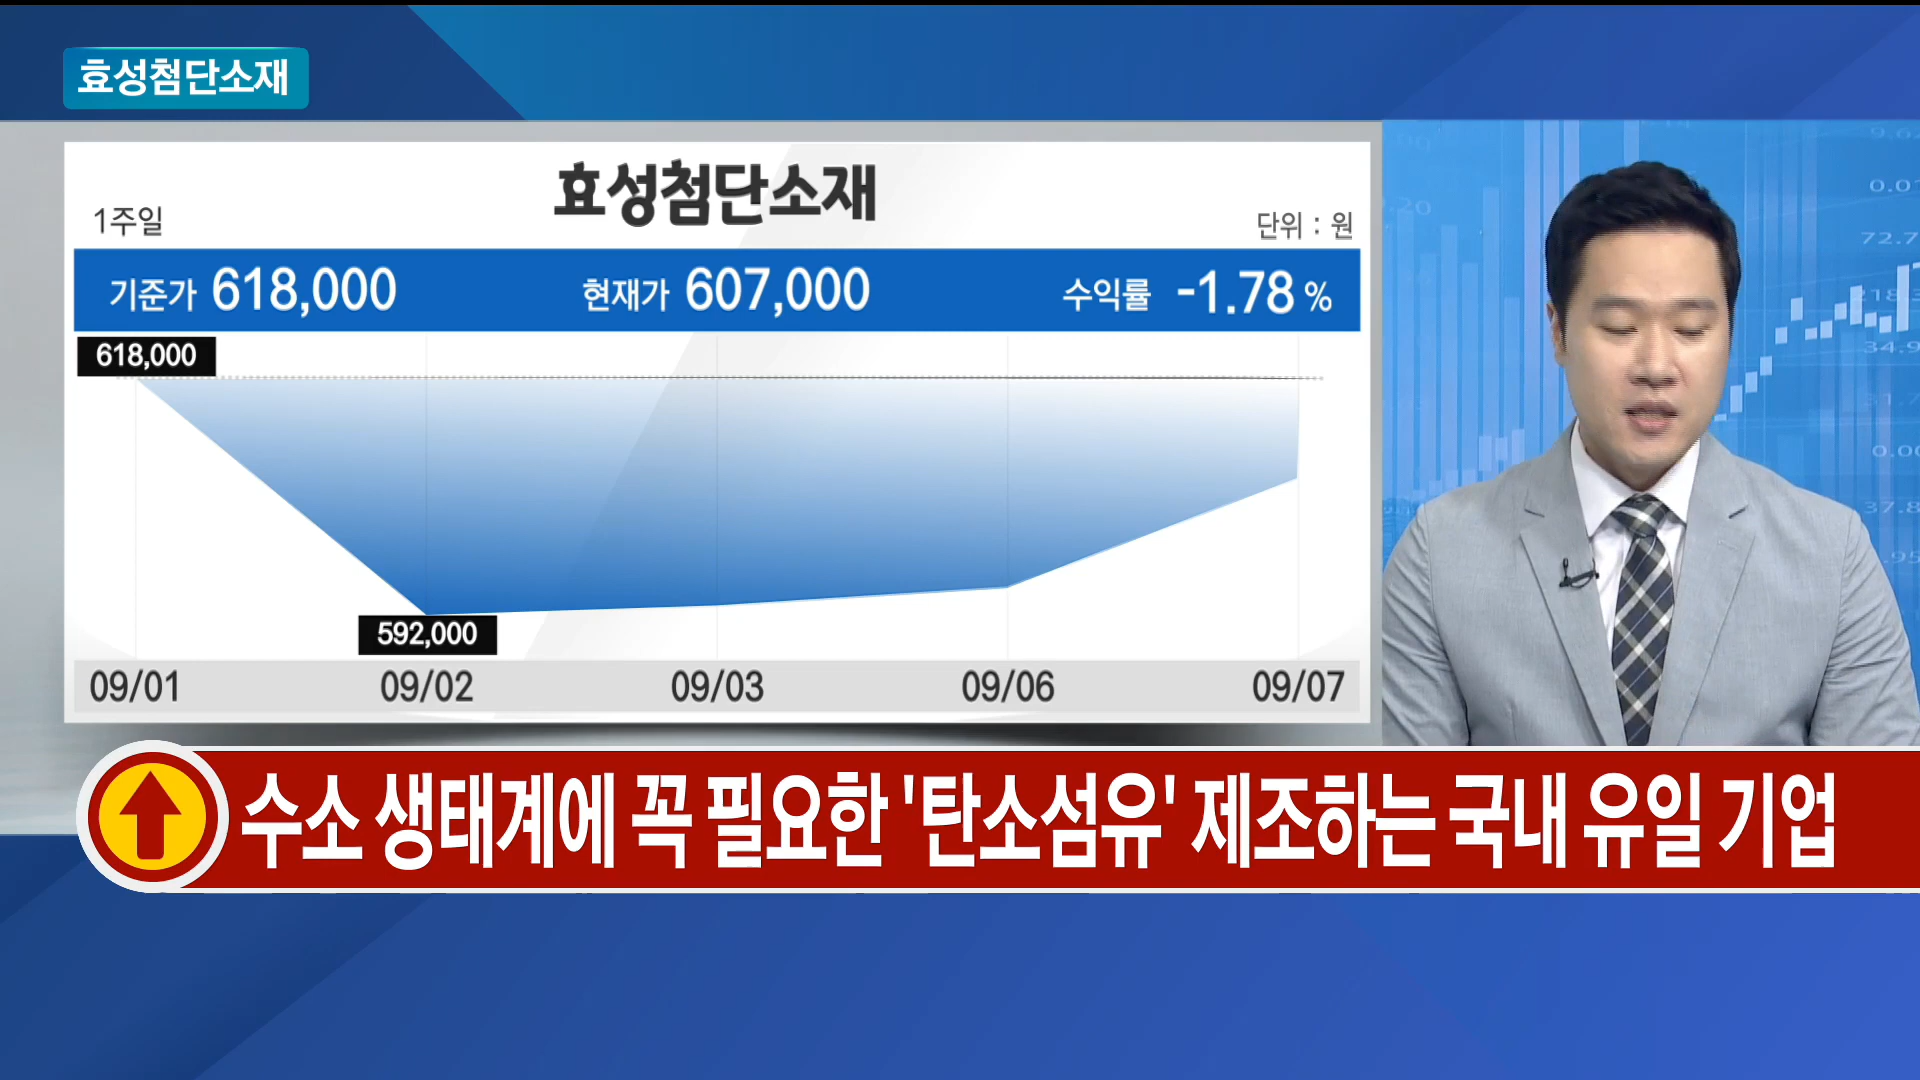 효성첨단소재
효성첨단소재
1주일
단위 : 원
기준가 618,000 현재가 607,000 수익률 -1.78 %
618,000
592,000
09/01 09/02 09/03 09/06 09/07
수소 생태계에 꼭 필요한 '탄소섬유' 제조하는 국내 유일 기업